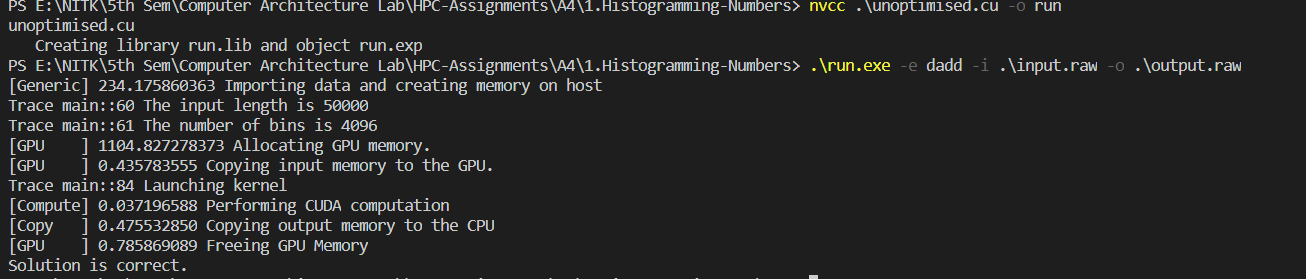 PS E:\NITK\5th Sem\Computer Architecture Lab\HPC-Assignments\A4\1.Histogramming-Numbers> nvcc .\unoptimised.cu -o run
unoptimised.cu
   Creating library run.lib and object run.exp
PS E:\NITK\5th Sem\Computer Architecture Lab\HPC-Assignments\A4\1.Histogramming-Numbers> .\run.exe -e dadd -i .\input.raw -o .\output.raw
[Generic] 234.175860363 Importing data and creating memory on host
Trace main::60 The input length is 50000
Trace main::61 The number of bins is 4096
[GPU    ] 1104.827278373 Allocating GPU memory.
[GPU    ] 0.435783555 Copying input memory to the GPU.
Trace main::84 Launching kernel
[Compute] 0.037196588 Performing CUDA computation
[Copy   ] 0.475532850 Copying output memory to the CPU
[GPU    ] 0.785869089 Freeing GPU Memory
Solution is correct.